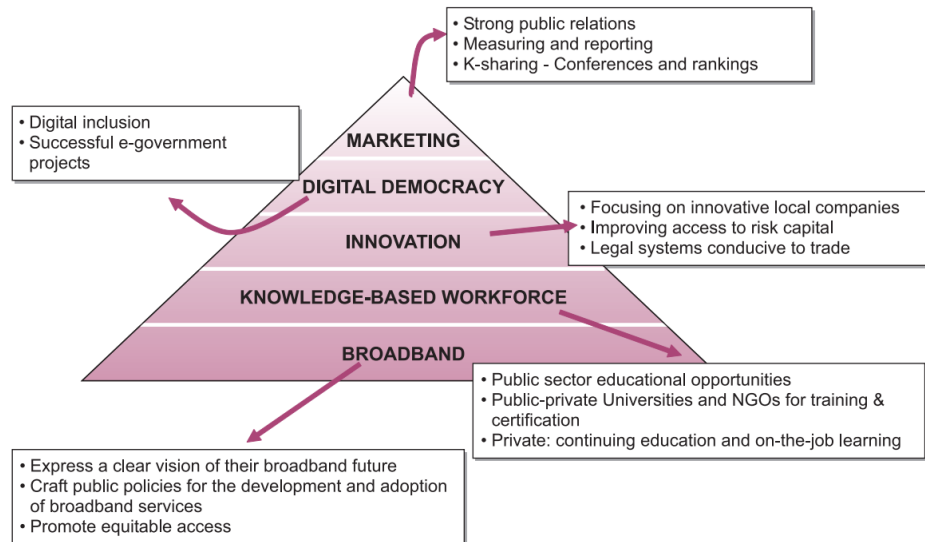 • Strong public relations
• Measuring and reporting
• K-sharing - Conferences and rankings
• Digital inclusion
• Successful e-government
projects
MARKETING
DIGITAL DEMOCRACY
INNOVATION
• Focusing on innovative local companies
• Improving access to risk capital
• Legal systems conducive to trade
KNOWLEDGE-BASED WORKFORCE
BROADBAND
• Public sector educational opportunities
• Public-private Universities and NGOs for training &
certification
• Private: continuing education and on-the-job learning
• Express a clear vision of their broadband future
• Craft public policies for the development and adoption
of broadband services
• Promote equitable access